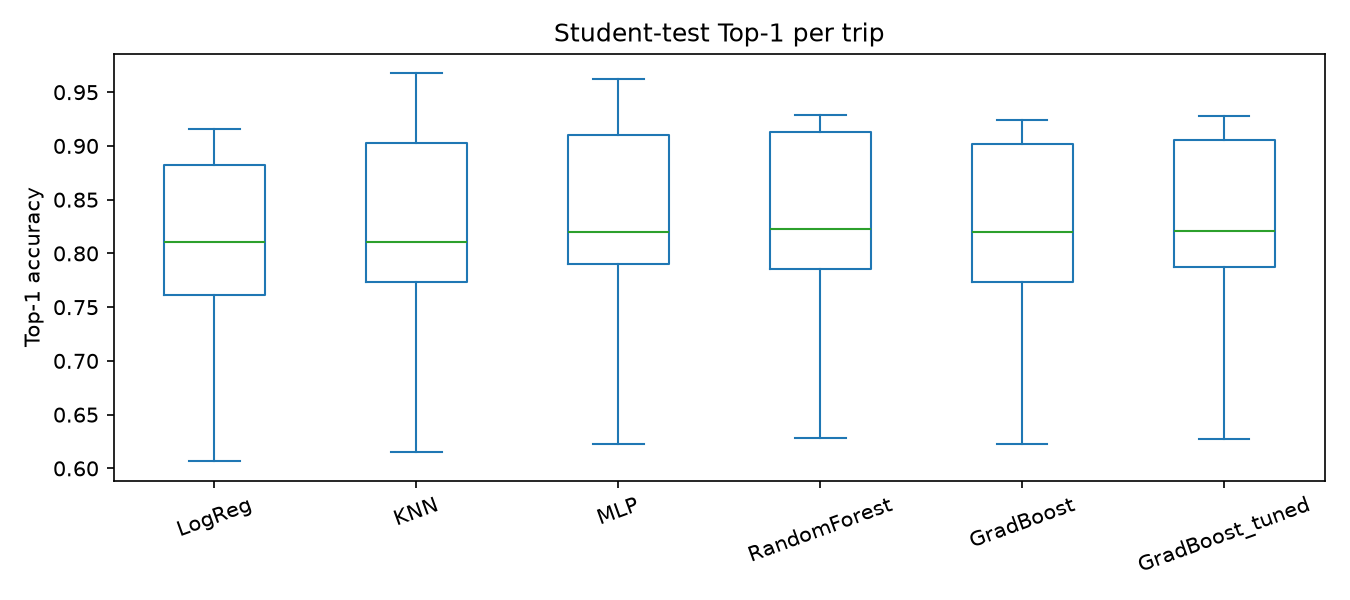 Student-test Top-1 per trip
Top-1 accuracy
0.95
0.90
0.85
0.80
0.75
0.70
0.65
0.60
LogReg
KNN
MLP
RandomForest
GradBoost
GradBoost_tuned